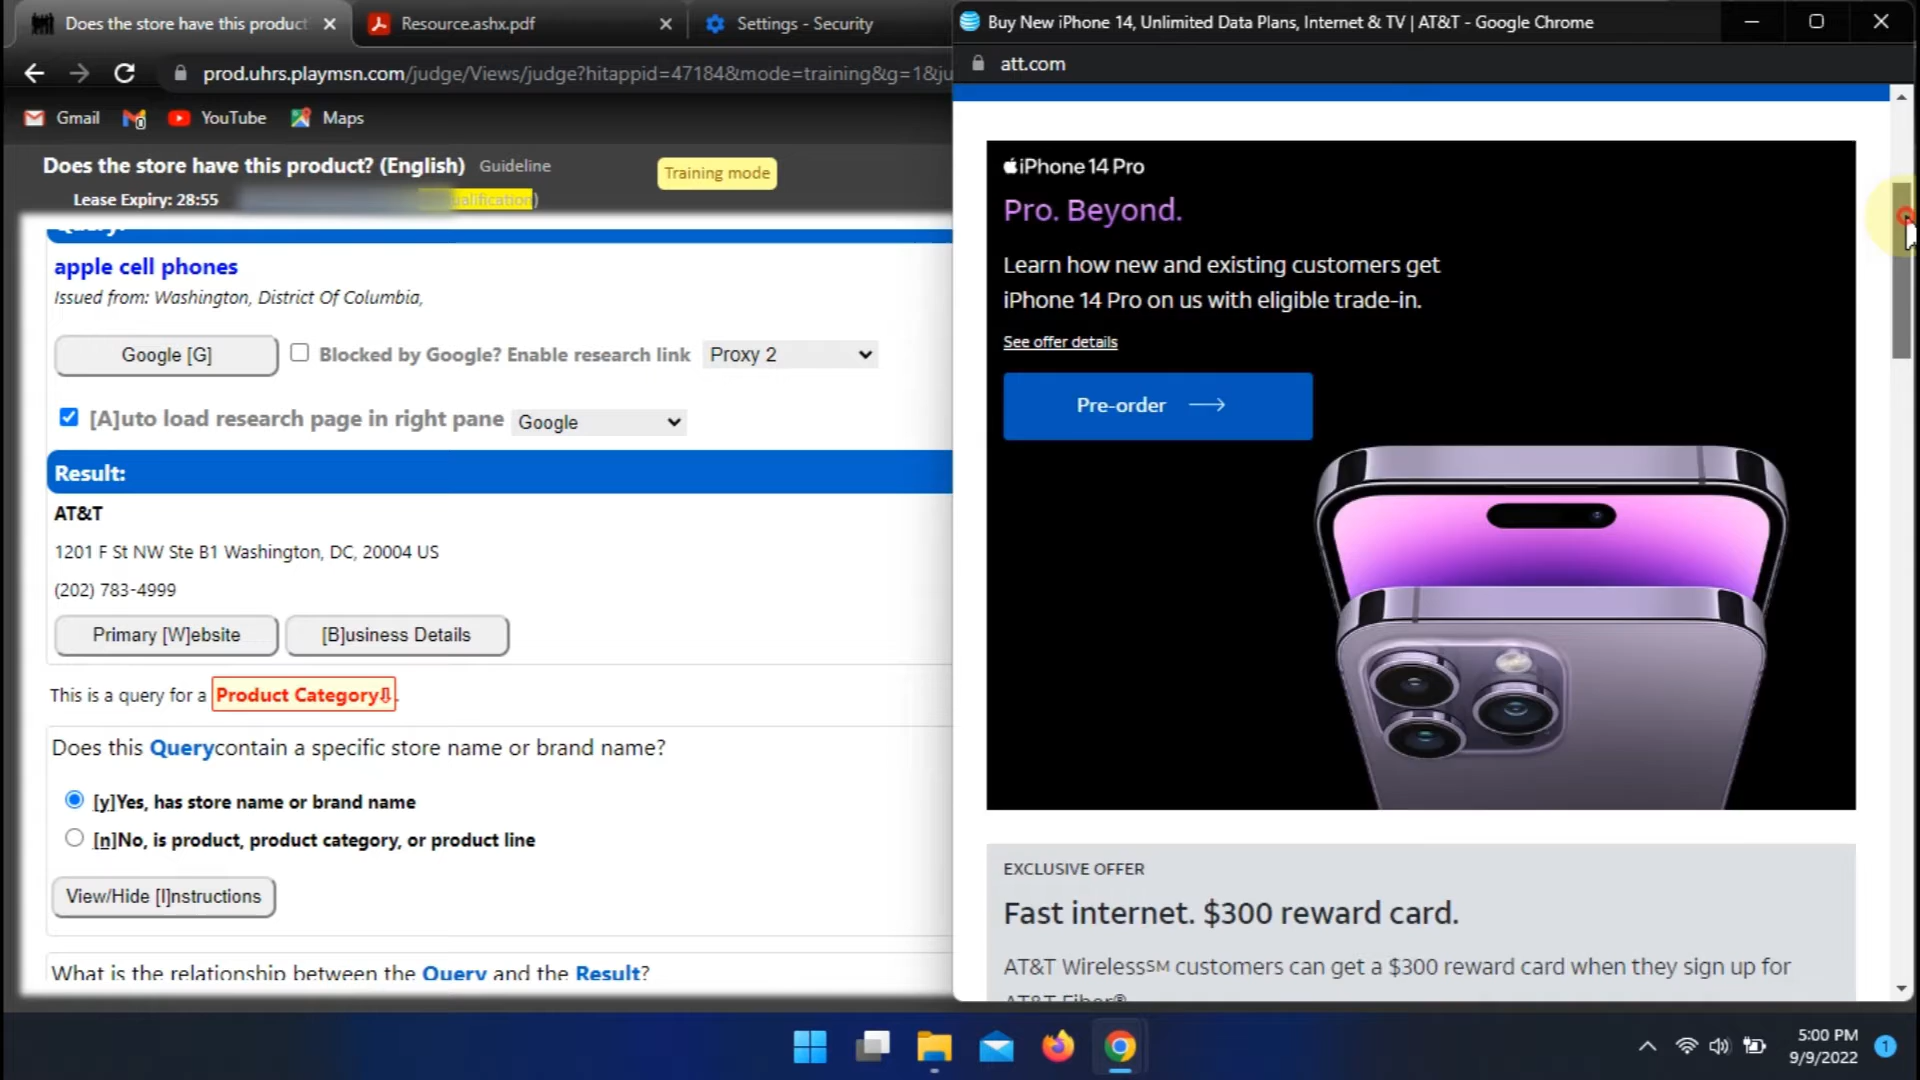 Does the store have this product
Resource.ashx.pdf
Settings - Security
Buy New iPhone 14, Unlimited Data Plans, Internet & TV | AT&T - Google Chrome
prod.uhrs.playmsn.com/judge/Views/judge?hitappid=47184&mode=training&g=1&ju
att.com
Gmail
YouTube
Maps
Does the store have this product? (English)
Guideline
Training mode
Lease Expiry: 28:55
ualification)
Query:
apple cell phones
Issued from: Washington, District Of Columbia,
Google [G]
Blocked by Google? Enable research link
Proxy 2
[A]uto load research page in right pane
Google
Result:
AT&T
1201 F St NW Ste B1 Washington, DC, 20004 US
(202) 783-4999
Primary [W]ebsite
[B]usiness Details
This is a query for a Product Category⇩.
Does this Querycontain a specific store name or brand name?
[y]Yes, has store name or brand name
[n]No, is product, product category, or product line
View/Hide [I]nstructions
What is the relationship between the Query and the Result?
iPhone 14 Pro
Pro. Beyond.
Learn how new and existing customers get
iPhone 14 Pro on us with eligible trade-in.
See offer details
Pre-order
EXCLUSIVE OFFER
Fast internet. $300 reward card.
AT&T Wireless℠ customers can get a $300 reward card when they sign up for
AT&T Fiber®
5:00 PM
9/9/2022
1